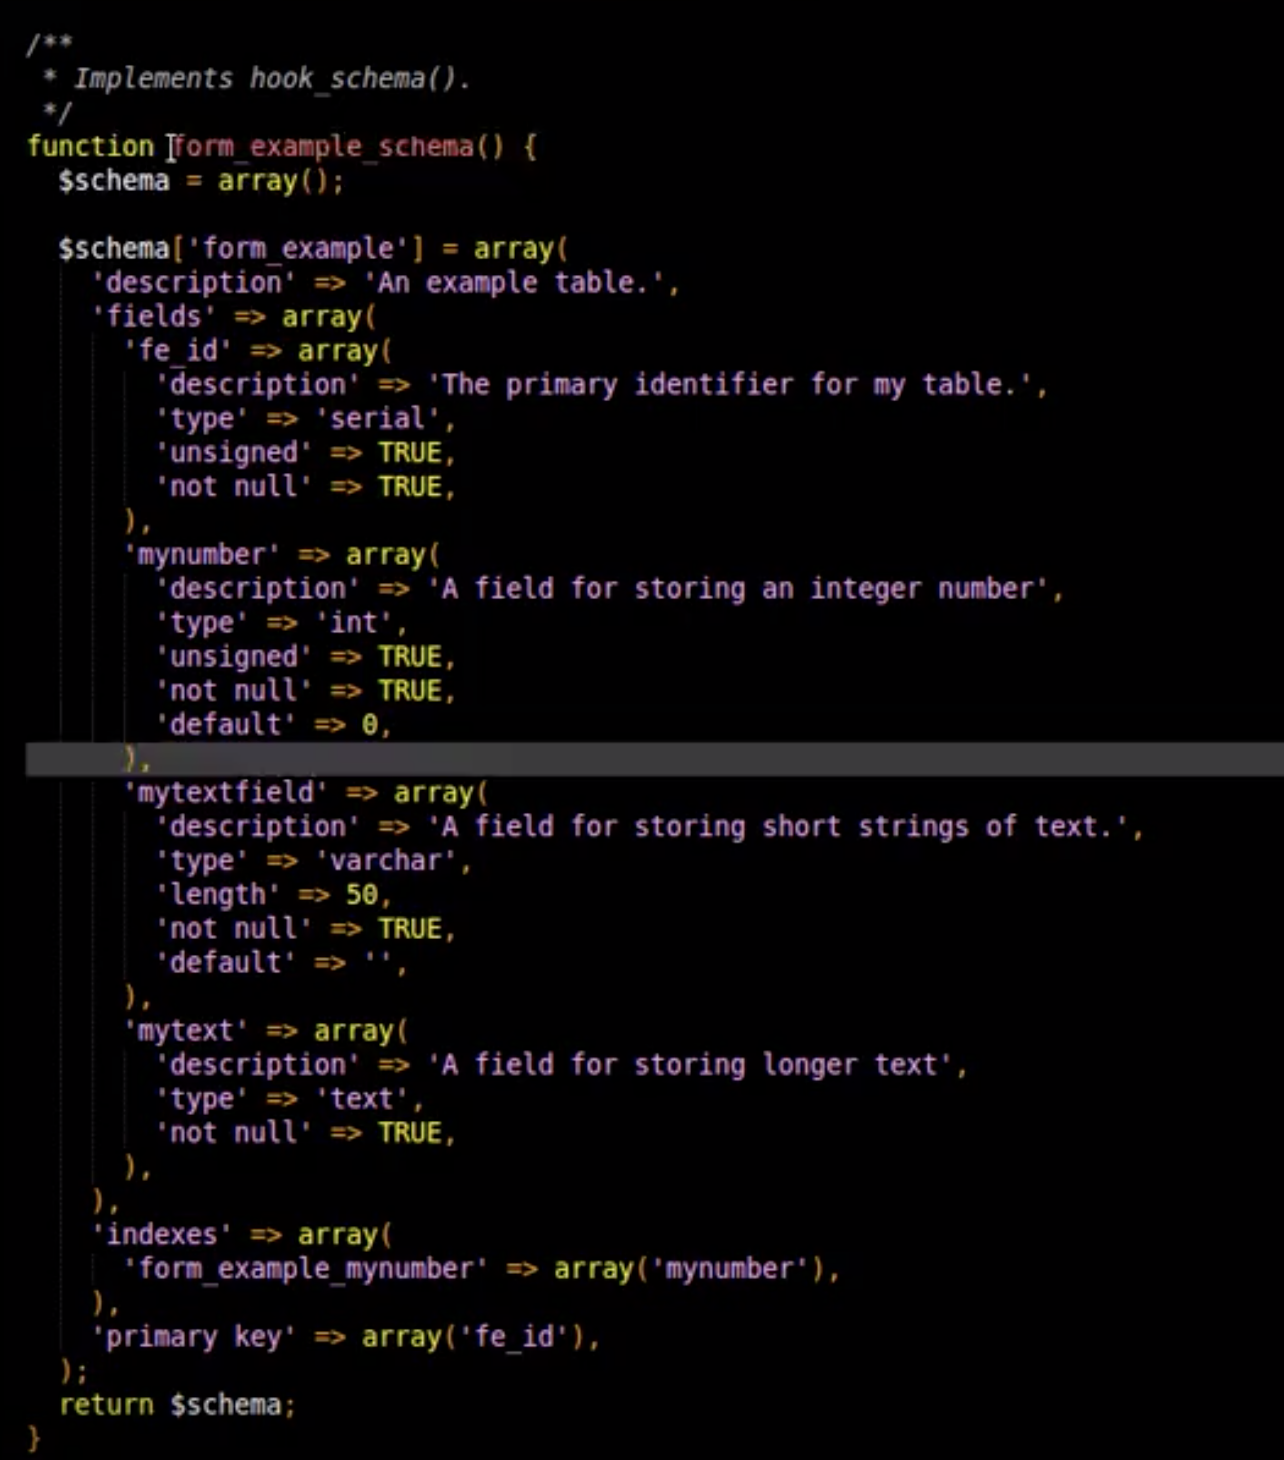 /**
 * Implements hook_schema().
 */
function form_example_schema() {
  $schema = array();

  $schema['form_example'] = array(
    'description' => 'An example table.',
    'fields' => array(
      'fe_id' => array(
        'description' => 'The primary identifier for my table.',
        'type' => 'serial',
        'unsigned' => TRUE,
        'not null' => TRUE,
      ),
      'mynumber' => array(
        'description' => 'A field for storing an integer number',
        'type' => 'int',
        'unsigned' => TRUE,
        'not null' => TRUE,
        'default' => 0,
      ),
      'mytextfield' => array(
        'description' => 'A field for storing short strings of text.',
        'type' => 'varchar',
        'length' => 50,
        'not null' => TRUE,
        'default' => '',
      ),
      'mytext' => array(
        'description' => 'A field for storing longer text',
        'type' => 'text',
        'not null' => TRUE,
      ),
    ),
    'indexes' => array(
      'form_example_mynumber' => array('mynumber'),
    ),
    'primary key' => array('fe_id'),
  );
  return $schema;
}